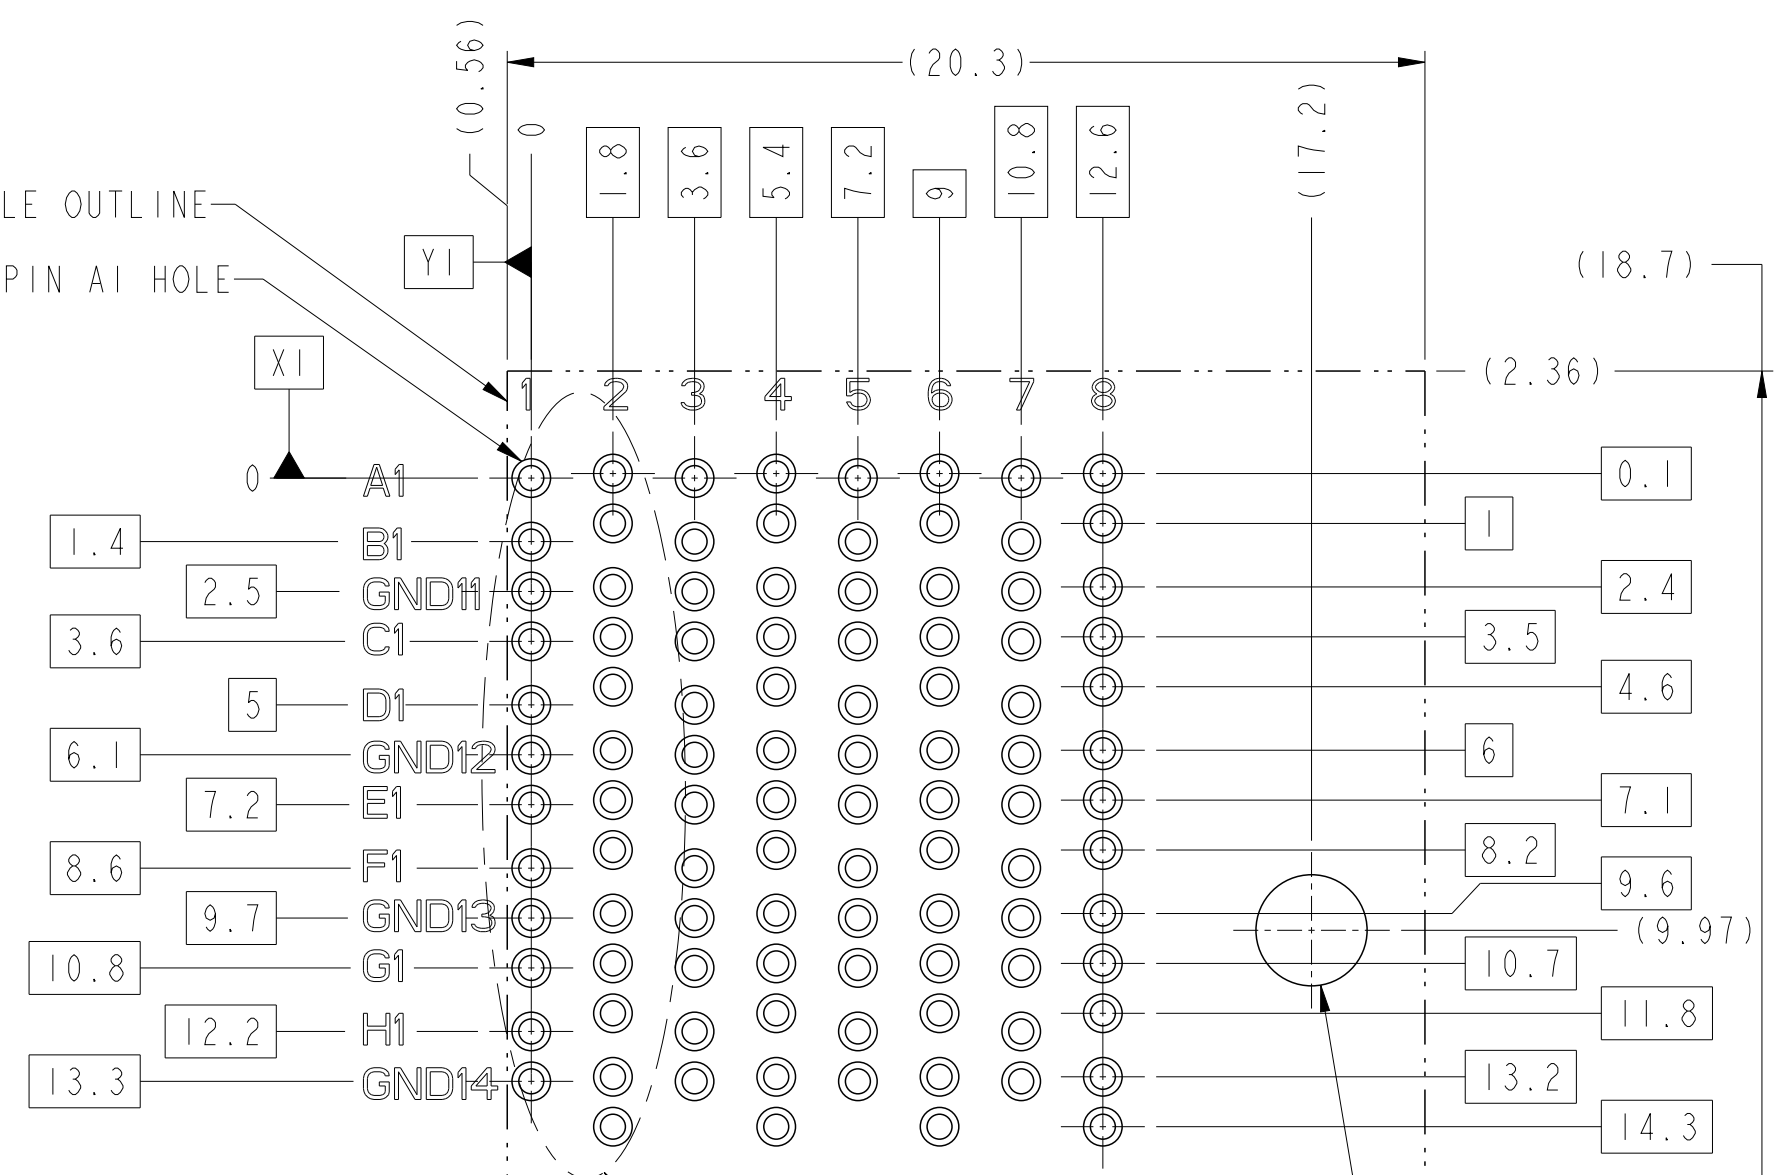 (0.56)
(20.3)
0
1.8
3.6
5.4
7.2
9
10.8
12.6
(17.2)
LE OUTLINE
Y1
PIN A1 HOLE
(18.7)
X1
(2.36)
1 2 3 4 5 6 7 8
0 A1 0.1
1
1.4 B1
2.5 GND11 2.4
3.6 C1 3.5
4.6
5 D1
6.1 GND12 6
7.2 E1 7.1
8.6 F1 8.2
9.6
9.7 GND13 (9.97)
10.8 G1 10.7
11.8
12.2 H1
13.3 GND14 13.2
14.3